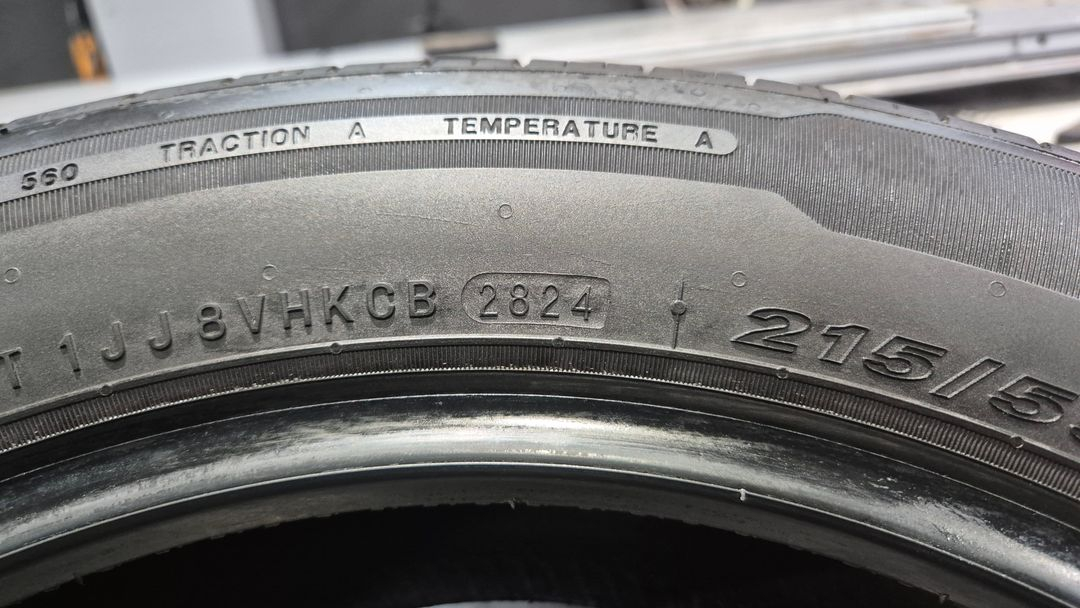 560 TRACTION A TEMPERATURE A
T 1JJ8VHKCB 2824 215/5